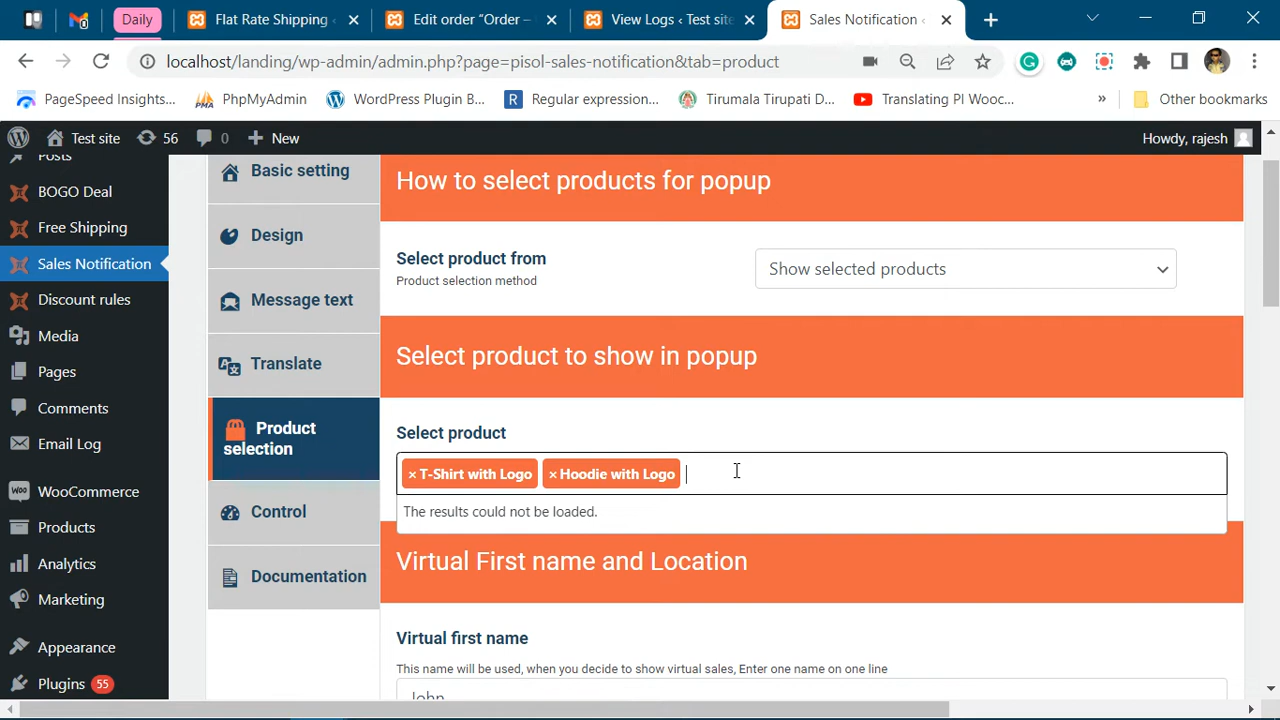 Daily
Flat Rate Shipping
Edit order “Order –
View Logs ‹ Test site
Sales Notification ‹
localhost/landing/wp-admin/admin.php?page=pisol-sales-notification&tab=product
PageSpeed Insights...
PhpMyAdmin
WordPress Plugin B...
Regular expression...
Tirumala Tirupati D...
Translating PI Wooc...
»
Other bookmarks
Test site
56
0
New
Howdy, rajesh
Posts
BOGO Deal
Free Shipping
Sales Notification
Discount rules
Media
Pages
Comments
Email Log
WooCommerce
Products
Analytics
Marketing
Appearance
Plugins 55
Basic setting
Design
Message text
Translate
Product
selection
Control
Documentation
How to select products for popup
Select product from
Product selection method
Show selected products
Select product to show in popup
Select product
× T-Shirt with Logo × Hoodie with Logo
The results could not be loaded.
Virtual First name and Location
Virtual first name
This name will be used, when you decide to show virtual sales, Enter one name on one line
John